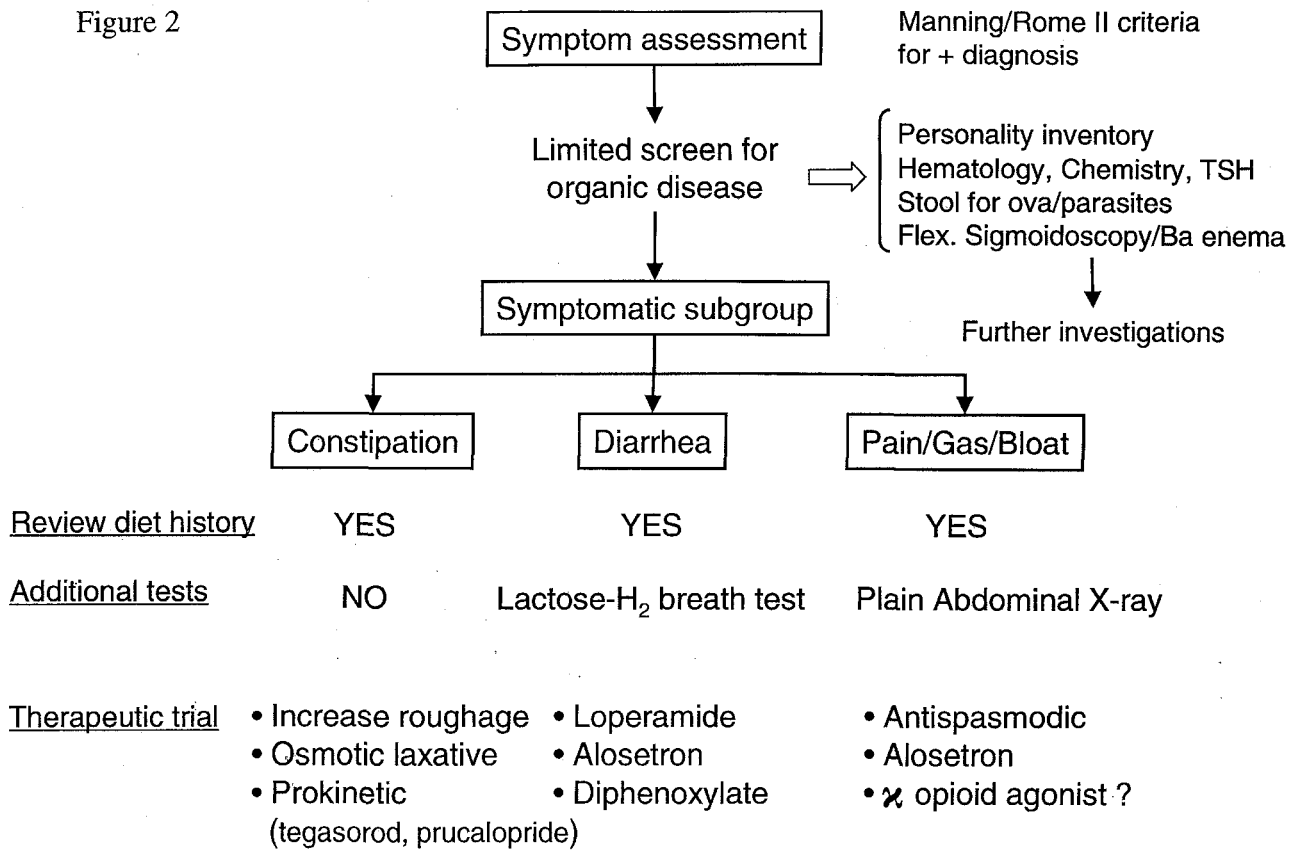 Figure 2
Symptom assessment
Manning/Rome II criteria
for + diagnosis
Limited screen for
organic disease
Personality inventory
Hematology, Chemistry, TSH
Stool for ova/parasites
Flex. Sigmoidoscopy/Ba enema
Further investigations
Symptomatic subgroup
Constipation
Diarrhea
Pain/Gas/Bloat
Review diet history YES YES YES
Additional tests NO Lactose-H₂ breath test Plain Abdominal X-ray
Therapeutic trial • Increase roughage • Loperamide • Antispasmodic
• Osmotic laxative • Alosetron • Alosetron
• Prokinetic • Diphenoxylate • ϰ opioid agonist ?
(tegasorod, prucalopride)